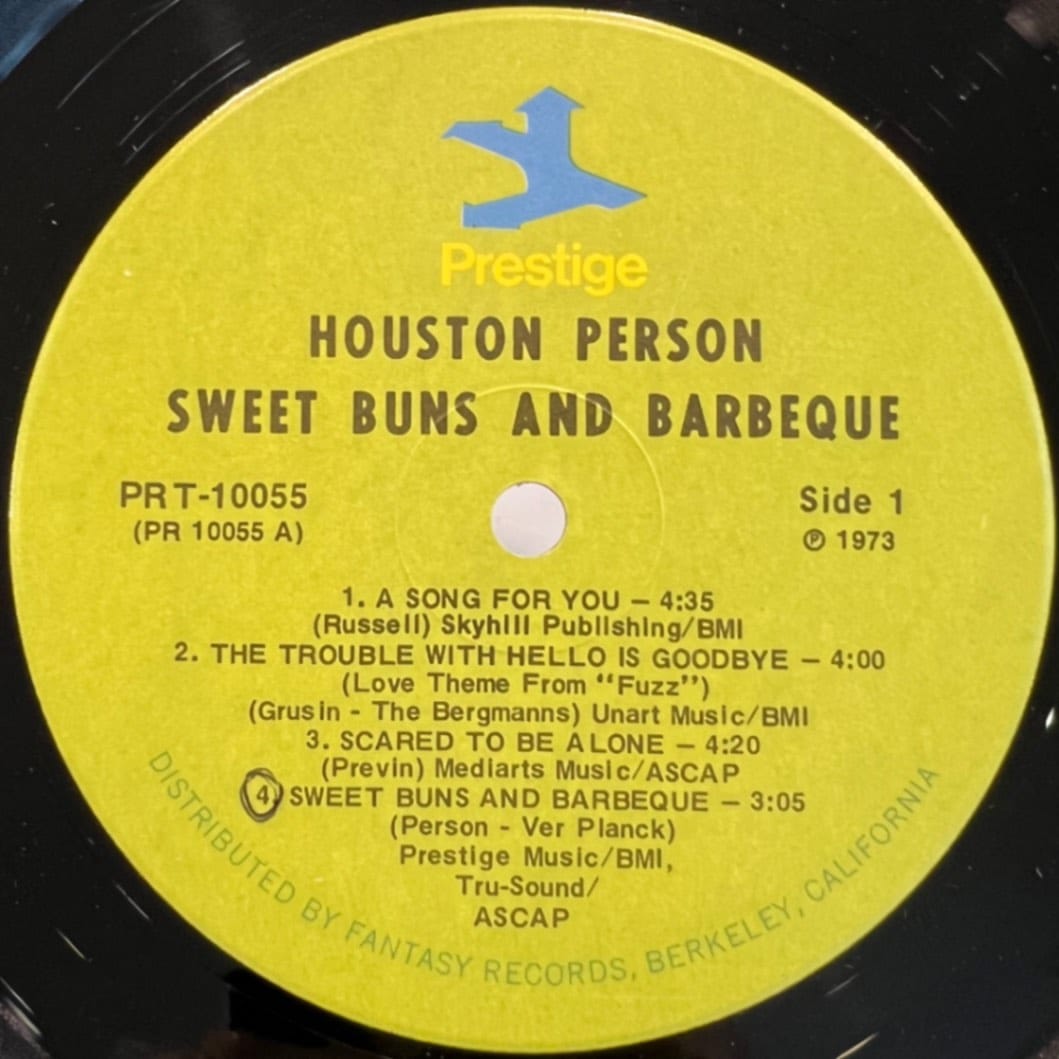 Prestige
HOUSTON PERSON
SWEET BUNS AND BARBEQUE
PRT-10055
(PR 10055 A)
Side 1
℗ 1973
1. A SONG FOR YOU — 4:35
(Russell) Skyhill Publishing/BMI
2. THE TROUBLE WITH HELLO IS GOODBYE — 4:00
(Love Theme From "Fuzz")
(Grusin - The Bergmanns) Unart Music/BMI
3. SCARED TO BE ALONE — 4:20
(Previn) Mediarts Music/ASCAP
4. SWEET BUNS AND BARBEQUE — 3:05
(Person - Ver Planck)
Prestige Music/BMI,
Tru-Sound/
ASCAP
DISTRIBUTED BY FANTASY RECORDS, BERKELEY, CALIFORNIA